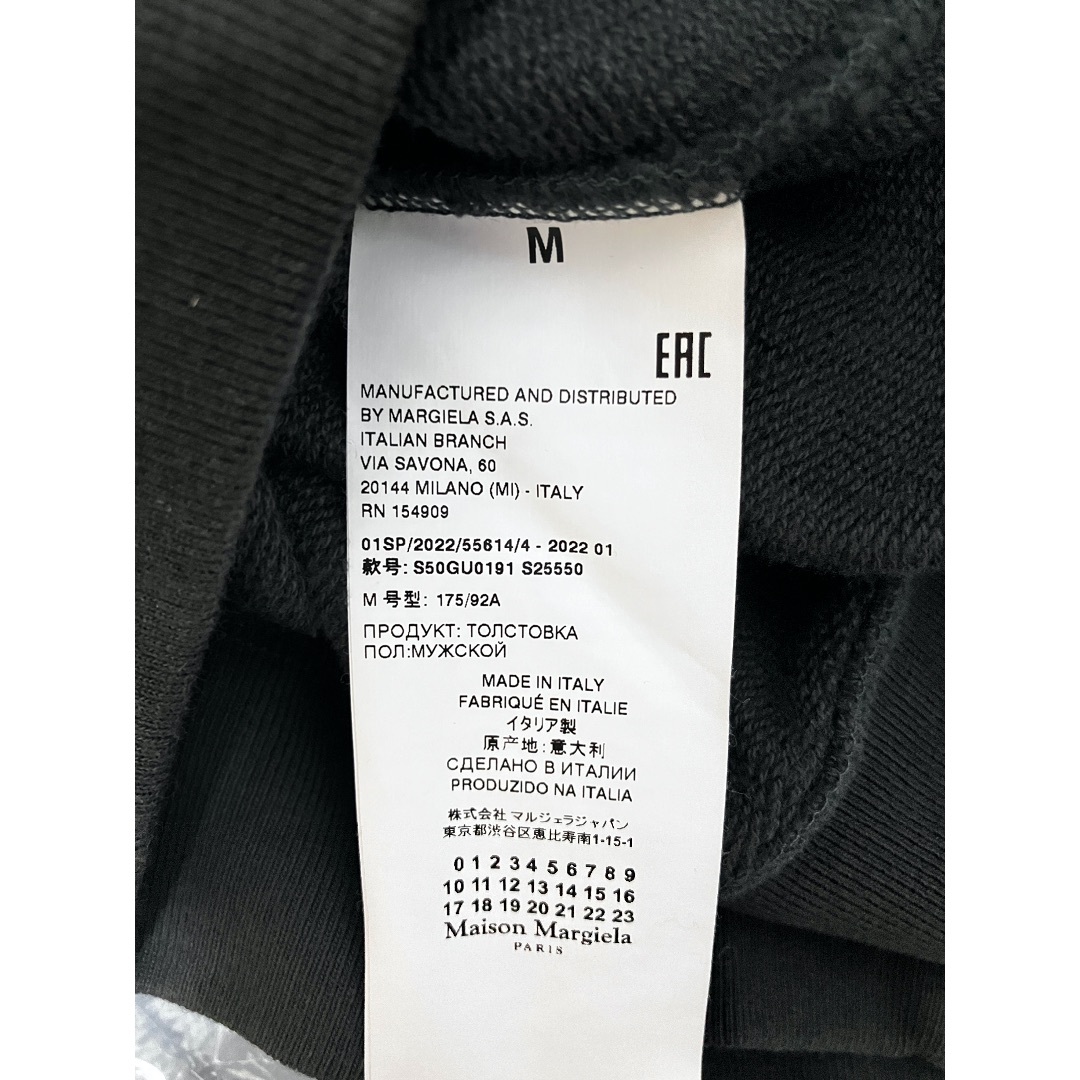 M
EAC
MANUFACTURED AND DISTRIBUTED
BY MARGIELA S.A.S.
ITALIAN BRANCH
VIA SAVONA, 60
20144 MILANO (MI) - ITALY
RN 154909
01SP/2022/55614/4 - 2022 01
款号: S50GU0191 S25550
M 号型: 175/92A
ПРОДУКТ: ТОЛСТОВКА
ПОЛ:МУЖСКОЙ
MADE IN ITALY
FABRIQUÉ EN ITALIE
イタリア製
原产地:意大利
СДЕЛАНО В ИТАЛИИ
PRODUZIDO NA ITALIA
株式会社 マルジェラジャパン
東京都渋谷区恵比寿南1-15-1
0 1 2 3 4 5 6 7 8 9
10 11 12 13 14 15 16
17 18 19 20 21 22 23
Maison Margiela
PARIS